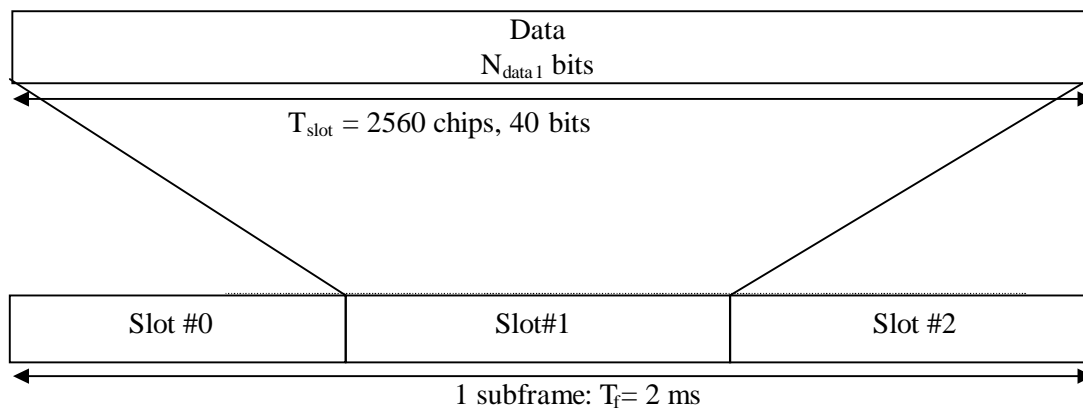 Data
N_data1 bits
T_slot = 2560 chips, 40 bits
Slot #0 Slot#1 Slot #2
1 subframe: T_f = 2 ms